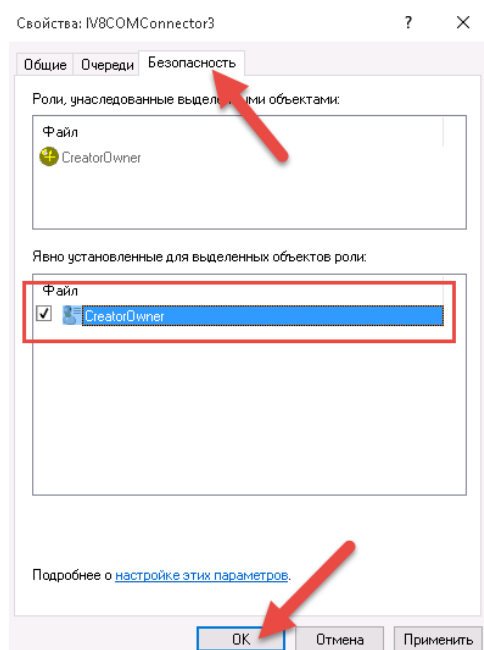 Свойства: IV8COMConnector3 ? ×
Общие Очереди Безопасность
Роли, унаследованные выделенными объектами:
Файл
CreatorOwner
Явно установленные для выделенных объектов роли:
Файл
CreatorOwner
Подробнее о настройке этих параметров.
OK Отмена Применить